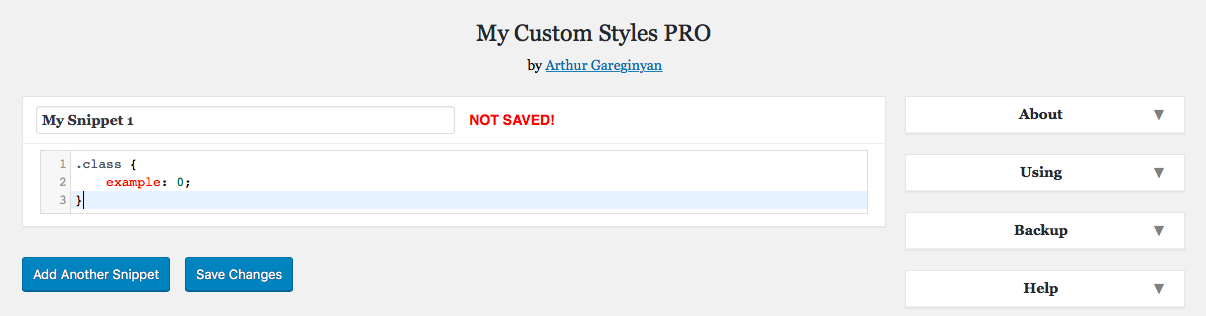 My Custom Styles PRO
by Arthur Gareginyan
My Snippet 1 NOT SAVED!
1 .class {
2     example: 0;
3 }
Add Another Snippet Save Changes
About ▼
Using ▼
Backup ▼
Help ▼